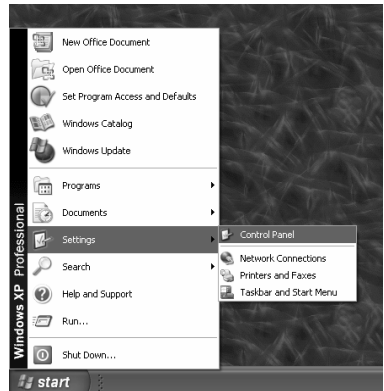 New Office Document
Open Office Document
Set Program Access and Defaults
Windows Catalog
Windows Update
Programs
Documents
Settings
Search
Help and Support
Run...
Shut Down...
Control Panel
Network Connections
Printers and Faxes
Taskbar and Start Menu
Windows XP Professional
start